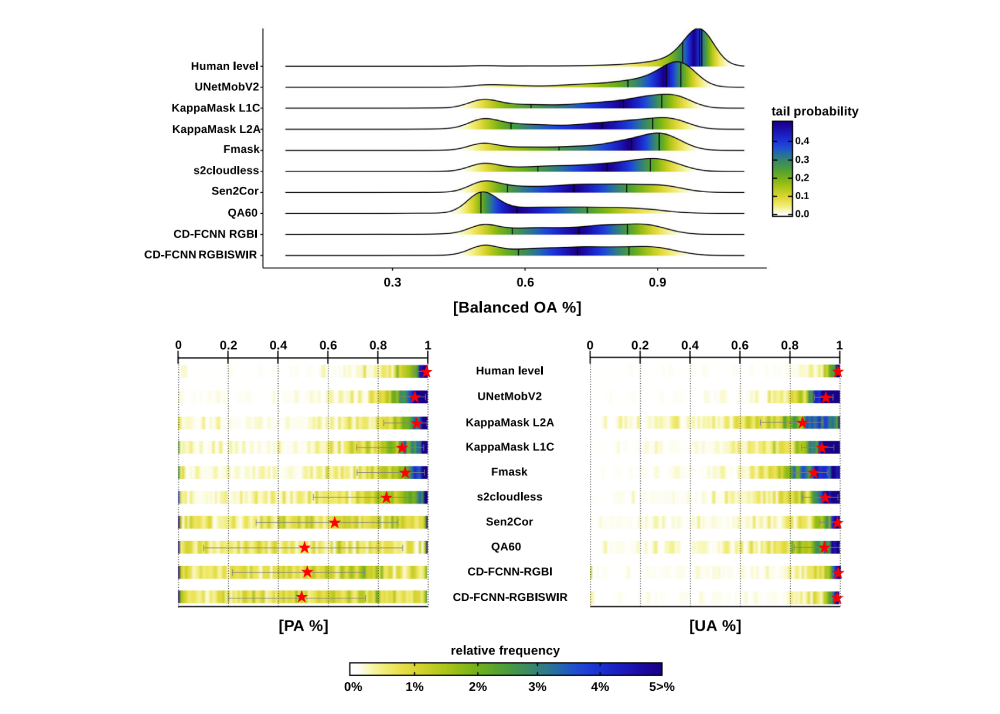 Human level
UNetMobV2
KappaMask L1C
KappaMask L2A
Fmask
s2cloudless
Sen2Cor
QA60
CD-FCNN RGBI
CD-FCNN RGBISWIR
0.3 0.6 0.9
[Balanced OA %]
tail probability
0,4
0.3
0,2
0.1
0.0
0 0.2 0.4 0.6 0.8 1
0 0.2 0.4 0.6 0.8 1
Human level
UNetMobV2
KappaMask L2A
KappaMask L1C
Fmask
s2cloudless
Sen2Cor
QA60
CD-FCNN-RGBI
CD-FCNN-RGBISWIR
[PA %]
[UA %]
relative frequency
0% 1% 2% 3% 4% 5>%